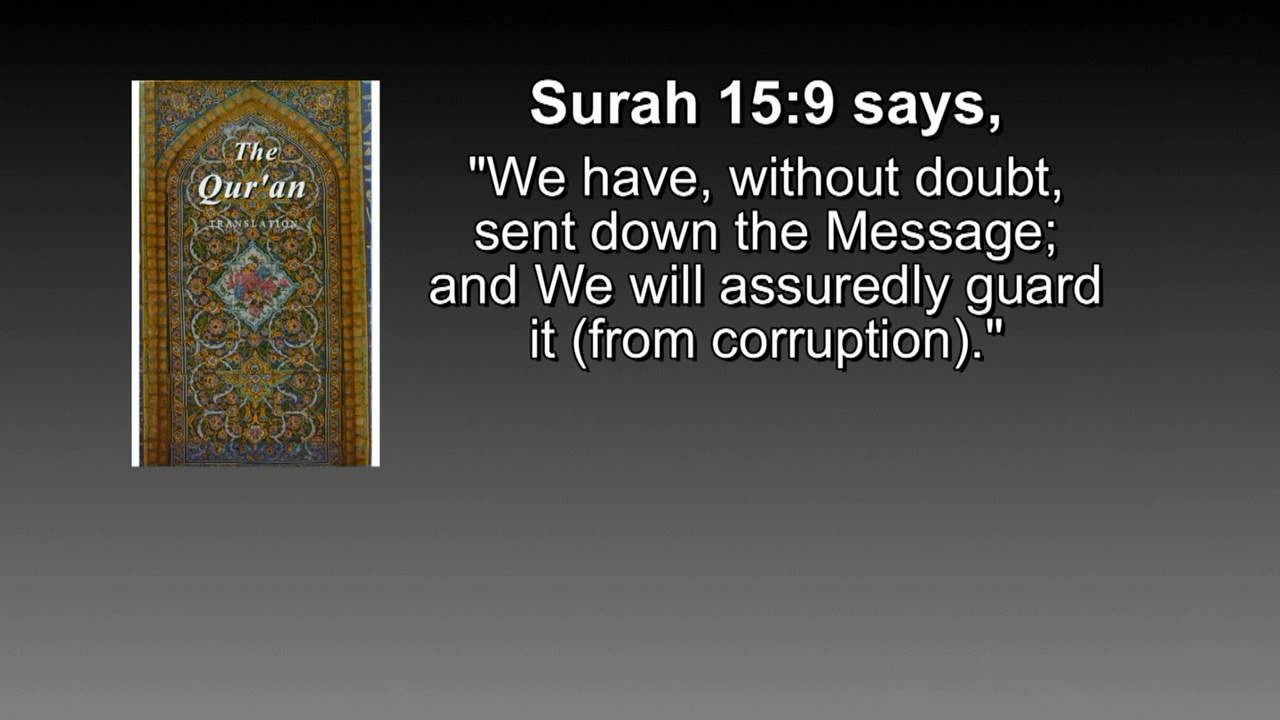 The
Qur'an
TRANSLATION
Surah 15:9 says,
"We have, without doubt,
sent down the Message;
and We will assuredly guard
it (from corruption)."